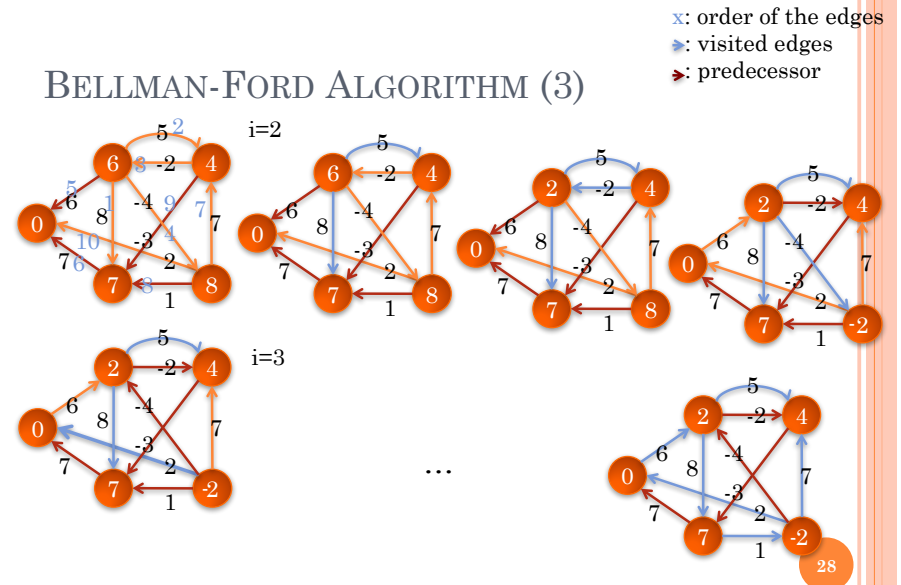 x: order of the edges
: visited edges
: predecessor
BELLMAN-FORD ALGORITHM (3)
i=2
5 2
6 3 -2 4
5 6 1 8 -4 9 7 7
0 10 -3 4
7 6 2
7 8 1 8
5
6 -2 4
6 8 -4 7
0 -3
7 2
7 1 8
5
2 -2 4
6 8 -4 7
0 -3
7 2
7 1 8
5
2 -2 4
6 8 -4 7
0 -3
7 2
7 1 -2
i=3
5
2 -2 4
6 8 -4 7
0 -3
7 2
7 1 -2
...
5
2 -2 4
6 8 -4 7
0 -3
7 2
7 1 -2
28